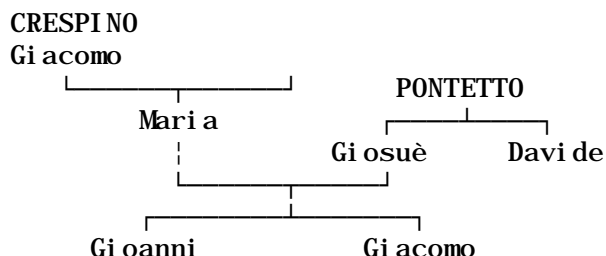 CRESPINO
Giacomo
PONTETTO
Maria
Giosuè Davide
Gioanni Giacomo